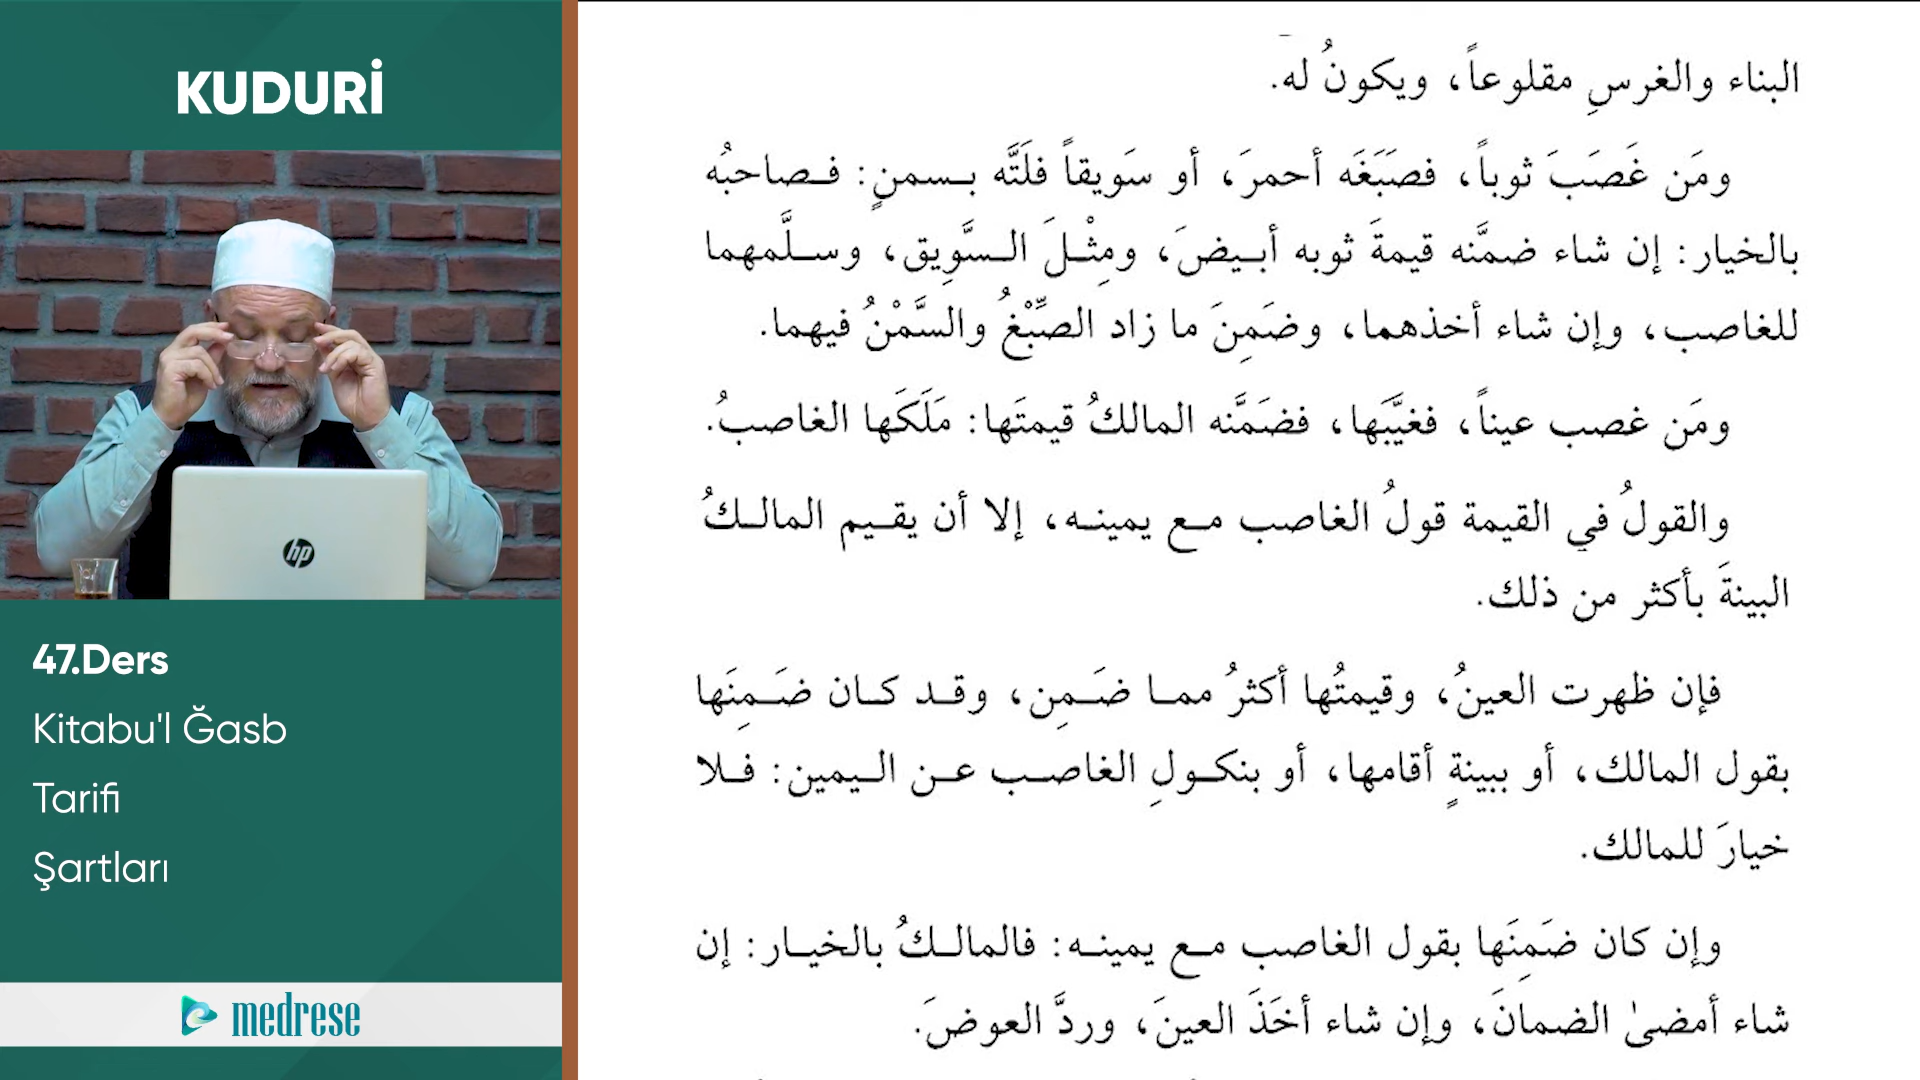 KUDURİ
hp
47.Ders
Kitabu'l Ğasb
Tarifi
Şartları
medrese
البناء والغرسِ مقلوعاً، ويكونُ له.
ومَن غَصَبَ ثوباً، فصَبَغَه أحمرَ، أو سَويقاً فلَتَّه بسمنٍ: فصاحبُه
بالخيار: إن شاء ضمَّنه قيمةَ ثوبه أبيضَ، ومِثْلَ السَّوِيق، وسلَّمهما
للغاصب، وإن شاء أخذهما، وضَمِنَ ما زاد الصِّبْغُ والسَّمْنُ فيهما.
ومَن غصب عيناً، فغيَّبَها، فضَمَّنه المالكُ قيمتَها: مَلَكَها الغاصبُ.
والقولُ في القيمة قولُ الغاصب مع يمينه، إلا أن يقيم المالكُ
البينةَ بأكثر من ذلك.
فإن ظهرت العينُ، وقيمتُها أكثرُ مما ضَمِن، وقد كان ضَمِنَها
بقول المالك، أو ببينةٍ أقامها، أو بنكولِ الغاصب عن اليمين: فلا
خيارَ للمالك.
وإن كان ضَمِنَها بقول الغاصب مع يمينه: فالمالكُ بالخيار: إن
شاء أمضىٰ الضمانَ، وإن شاء أخَذَ العينَ، وردَّ العوضَ.